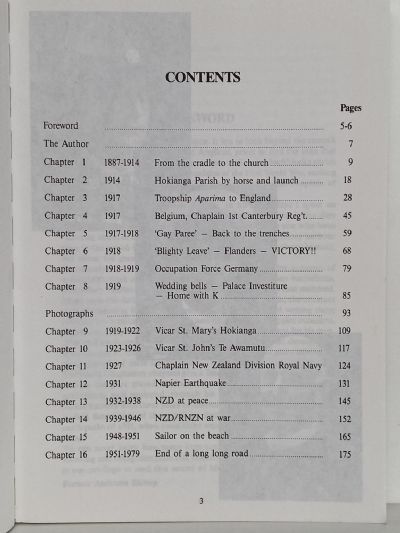 CONTENTS
Pages
Foreword 5-6
The Author 7
Chapter 1 1887-1914 From the cradle to the church 9
Chapter 2 1914 Hokianga Parish by horse and launch 18
Chapter 3 1917 Troopship Aparima to England 28
Chapter 4 1917 Belgium, Chaplain 1st Canterbury Reg't. 45
Chapter 5 1917-1918 'Gay Paree' – Back to the trenches 59
Chapter 6 1918 'Blighty Leave' – Flanders – VICTORY!! 68
Chapter 7 1918-1919 Occupation Force Germany 79
Chapter 8 1919 Wedding bells – Palace Investiture
– Home with K 85
Photographs 93
Chapter 9 1919-1922 Vicar St. Mary's Hokianga 109
Chapter 10 1923-1926 Vicar St. John's Te Awamutu 117
Chapter 11 1927 Chaplain New Zealand Division Royal Navy 124
Chapter 12 1931 Napier Earthquake 131
Chapter 13 1932-1938 NZD at peace 145
Chapter 14 1939-1946 NZD/RNZN at war 152
Chapter 15 1948-1951 Sailor on the beach 165
Chapter 16 1951-1979 End of a long long road 175
3